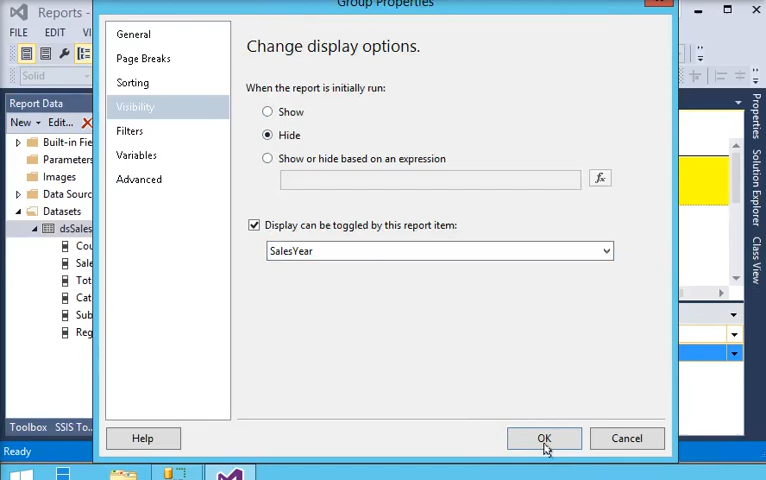 Reports -
Group Properties
FILE EDIT
General
Page Breaks
Sorting
Visibility
Filters
Variables
Advanced
Change display options.
When the report is initially run:
Show
Hide
Show or hide based on an expression
fx
Display can be toggled by this report item:
SalesYear
Help
OK
Cancel
Solid
Report Data
New Edit...
Built-in Fie
Parameters
Images
Data Sourc
Datasets
dsSales
Cou
Sale
Tot
Cat
Sub
Reg
Toolbox SSIS To...
Ready
Properties
Solution Explorer
Class View